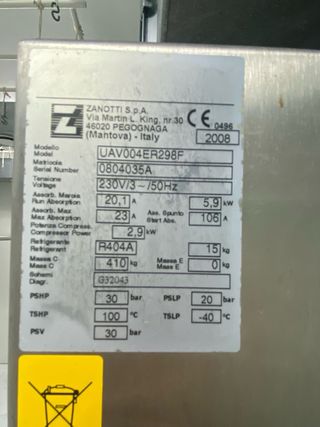 ZANOTTI S.p.A.
Via Martin L. King, nr.30
46020 PEGOGNAGA
(Mantova) - Italy
CE 0496
2008
Modello
Model UAV004ER298F
Matricola
Serial Number 0804035A
Tensione
Voltage 230V/3~/50Hz
Assorb. Marcia
Run Absorption 20,1 A 5,9 kW
Assorb. Max
Max Absorption 23 A Ass. Spunto Start Abs. 106 A
Potenza Compress.
Compressor Power 2,9 kW
Refrigerante
Refrigerant R404A 15 kg
Massa C
Mass C 410 kg Massa E Mass E 0 kg
Schemi
Diagr. G32043
PSHP 30 bar PSLP 20 bar
TSHP 100 °C TSLP -40 °C
PSV 30 bar